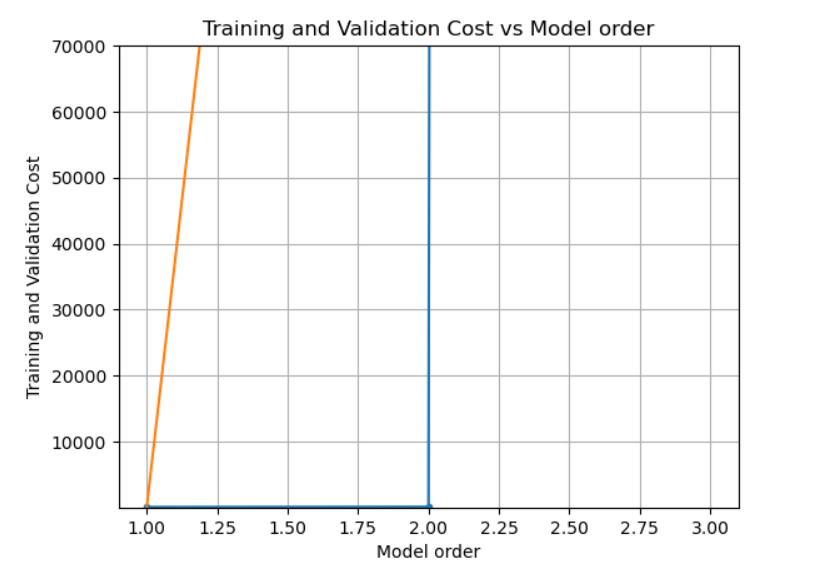 Training and Validation Cost vs Model order
70000
60000
50000
40000
30000
20000
10000
Training and Validation Cost
1.00 1.25 1.50 1.75 2.00 2.25 2.50 2.75 3.00
Model order